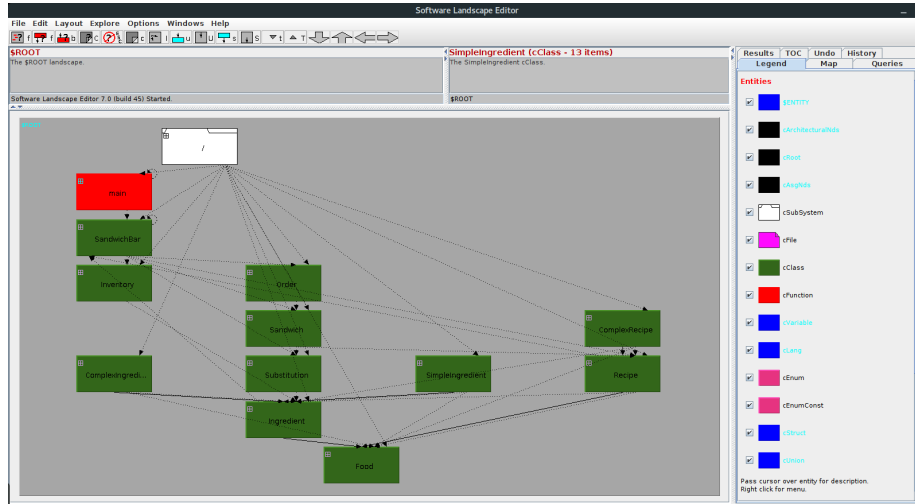 Software Landscape Editor
File Edit Layout Explore Options Windows Help
$ROOT
The $ROOT landscape.
Software Landscape Editor 7.0 (build 45) Started.
SimpleIngredient (cClass - 13 items)
The SimpleIngredient cClass.
$ROOT
Results TOC Undo History
Legend Map Queries
/
main
SandwichBar
Inventory
Order
Sandwich
ComplexRecipe
ComplexIngredi...
Substitution
SimpleIngredient
Recipe
Ingredient
Food
Entities
$ENTITY
cArchitecturalNds
cRoot
cAsgNds
cSubSystem
cFile
cClass
cFunction
cVariable
cLang
cEnum
cEnumConst
cStruct
cUnion
Pass cursor over entity for description.
Right click for menu.